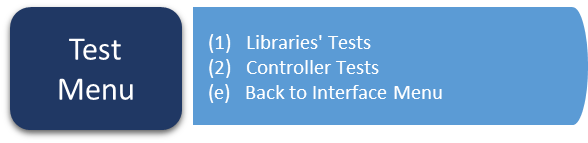 Test
Menu
(1) Libraries' Tests
(2) Controller Tests
(e) Back to Interface Menu